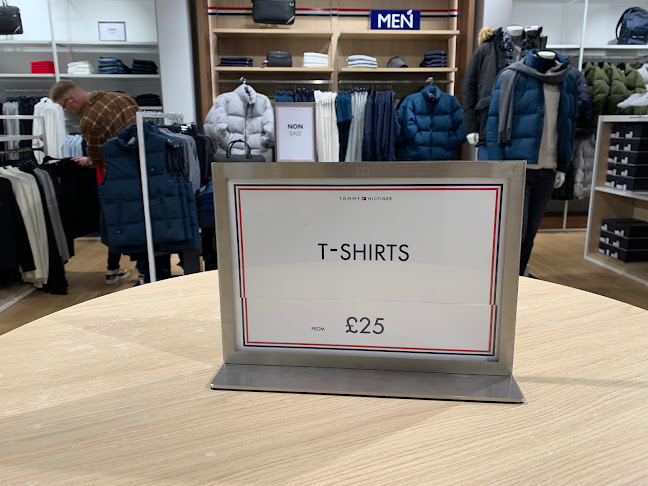 MEN
NON
SALE
TOMMY HILFIGER
T-SHIRTS
FROM £25